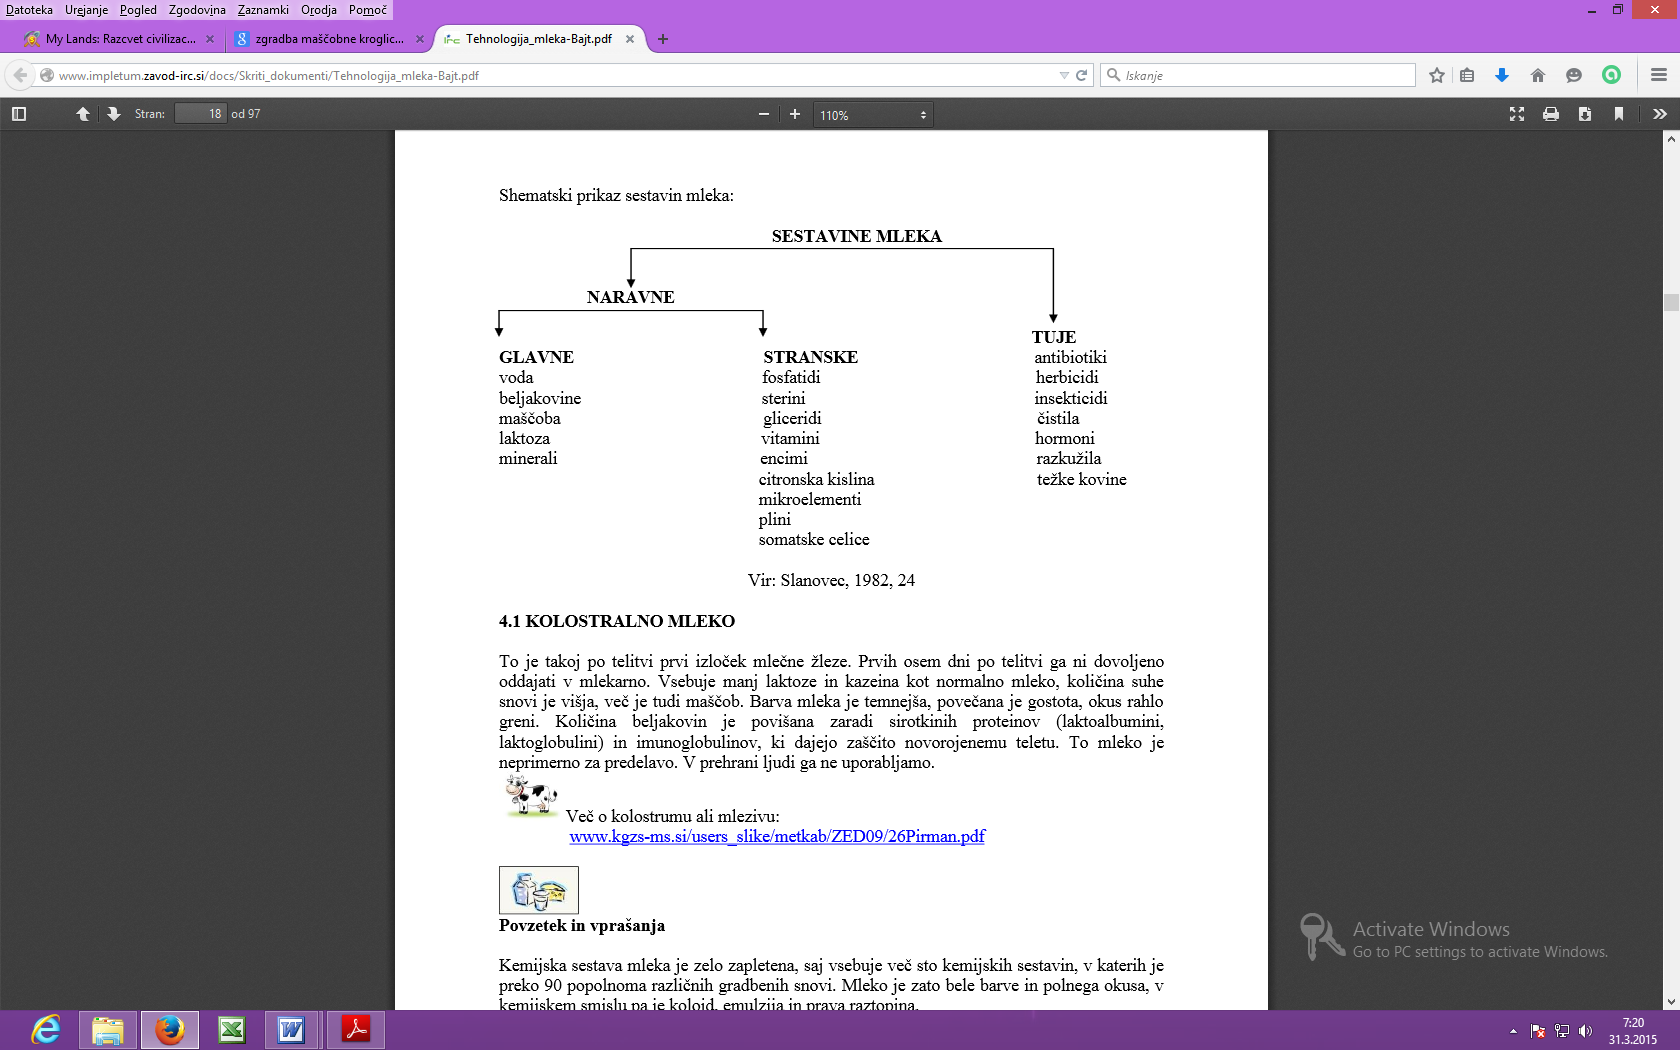 Datoteka Urejanje Pogled Zgodovina Zaznamki Orodja Pomoč
My Lands: Razcvet civilizac... zgradba maščobne kroglic... Tehnologija_mleka-Bajt.pdf
www.impletum.zavod-irc.si/docs/Skriti_dokumenti/Tehnologija_mleka-Bajt.pdf Iskanje
Stran: 18 od 97 110%
Shematski prikaz sestavin mleka:
SESTAVINE MLEKA
NARAVNE
TUJE
GLAVNE STRANSKE antibiotiki
voda fosfatidi herbicidi
beljakovine sterini insekticidi
maščoba gliceridi čistila
laktoza vitamini hormoni
minerali encimi razkužila
citronska kislina težke kovine
mikroelementi
plini
somatske celice
Vir: Slanovec, 1982, 24
4.1 KOLOSTRALNO MLEKO
To je takoj po telitvi prvi izloček mlečne žleze. Prvih osem dni po telitvi ga ni dovoljeno
oddajati v mlekarno. Vsebuje manj laktoze in kazeina kot normalno mleko, količina suhe
snovi je višja, več je tudi maščob. Barva mleka je temnejša, povečana je gostota, okus rahlo
greni. Količina beljakovin je povišana zaradi sirotkinih proteinov (laktoalbumini,
laktoglobulini) in imunoglobulinov, ki dajejo zaščito novorojenemu teletu. To mleko je
neprimerno za predelavo. V prehrani ljudi ga ne uporabljamo.
Več o kolostrumu ali mlezivu:
www.kgzs-ms.si/users_slike/metkab/ZED09/26Pirman.pdf
Povzetek in vprašanja
Kemijska sestava mleka je zelo zapletena, saj vsebuje več sto kemijskih sestavin, v katerih je
preko 90 popolnoma različnih gradbenih snovi. Mleko je zato bele barve in polnega okusa, v
kemijskem smislu pa je koloid, emulzija in prava raztopina.
Activate Windows
Go to PC settings to activate Windows.
7:20
31.3.2015